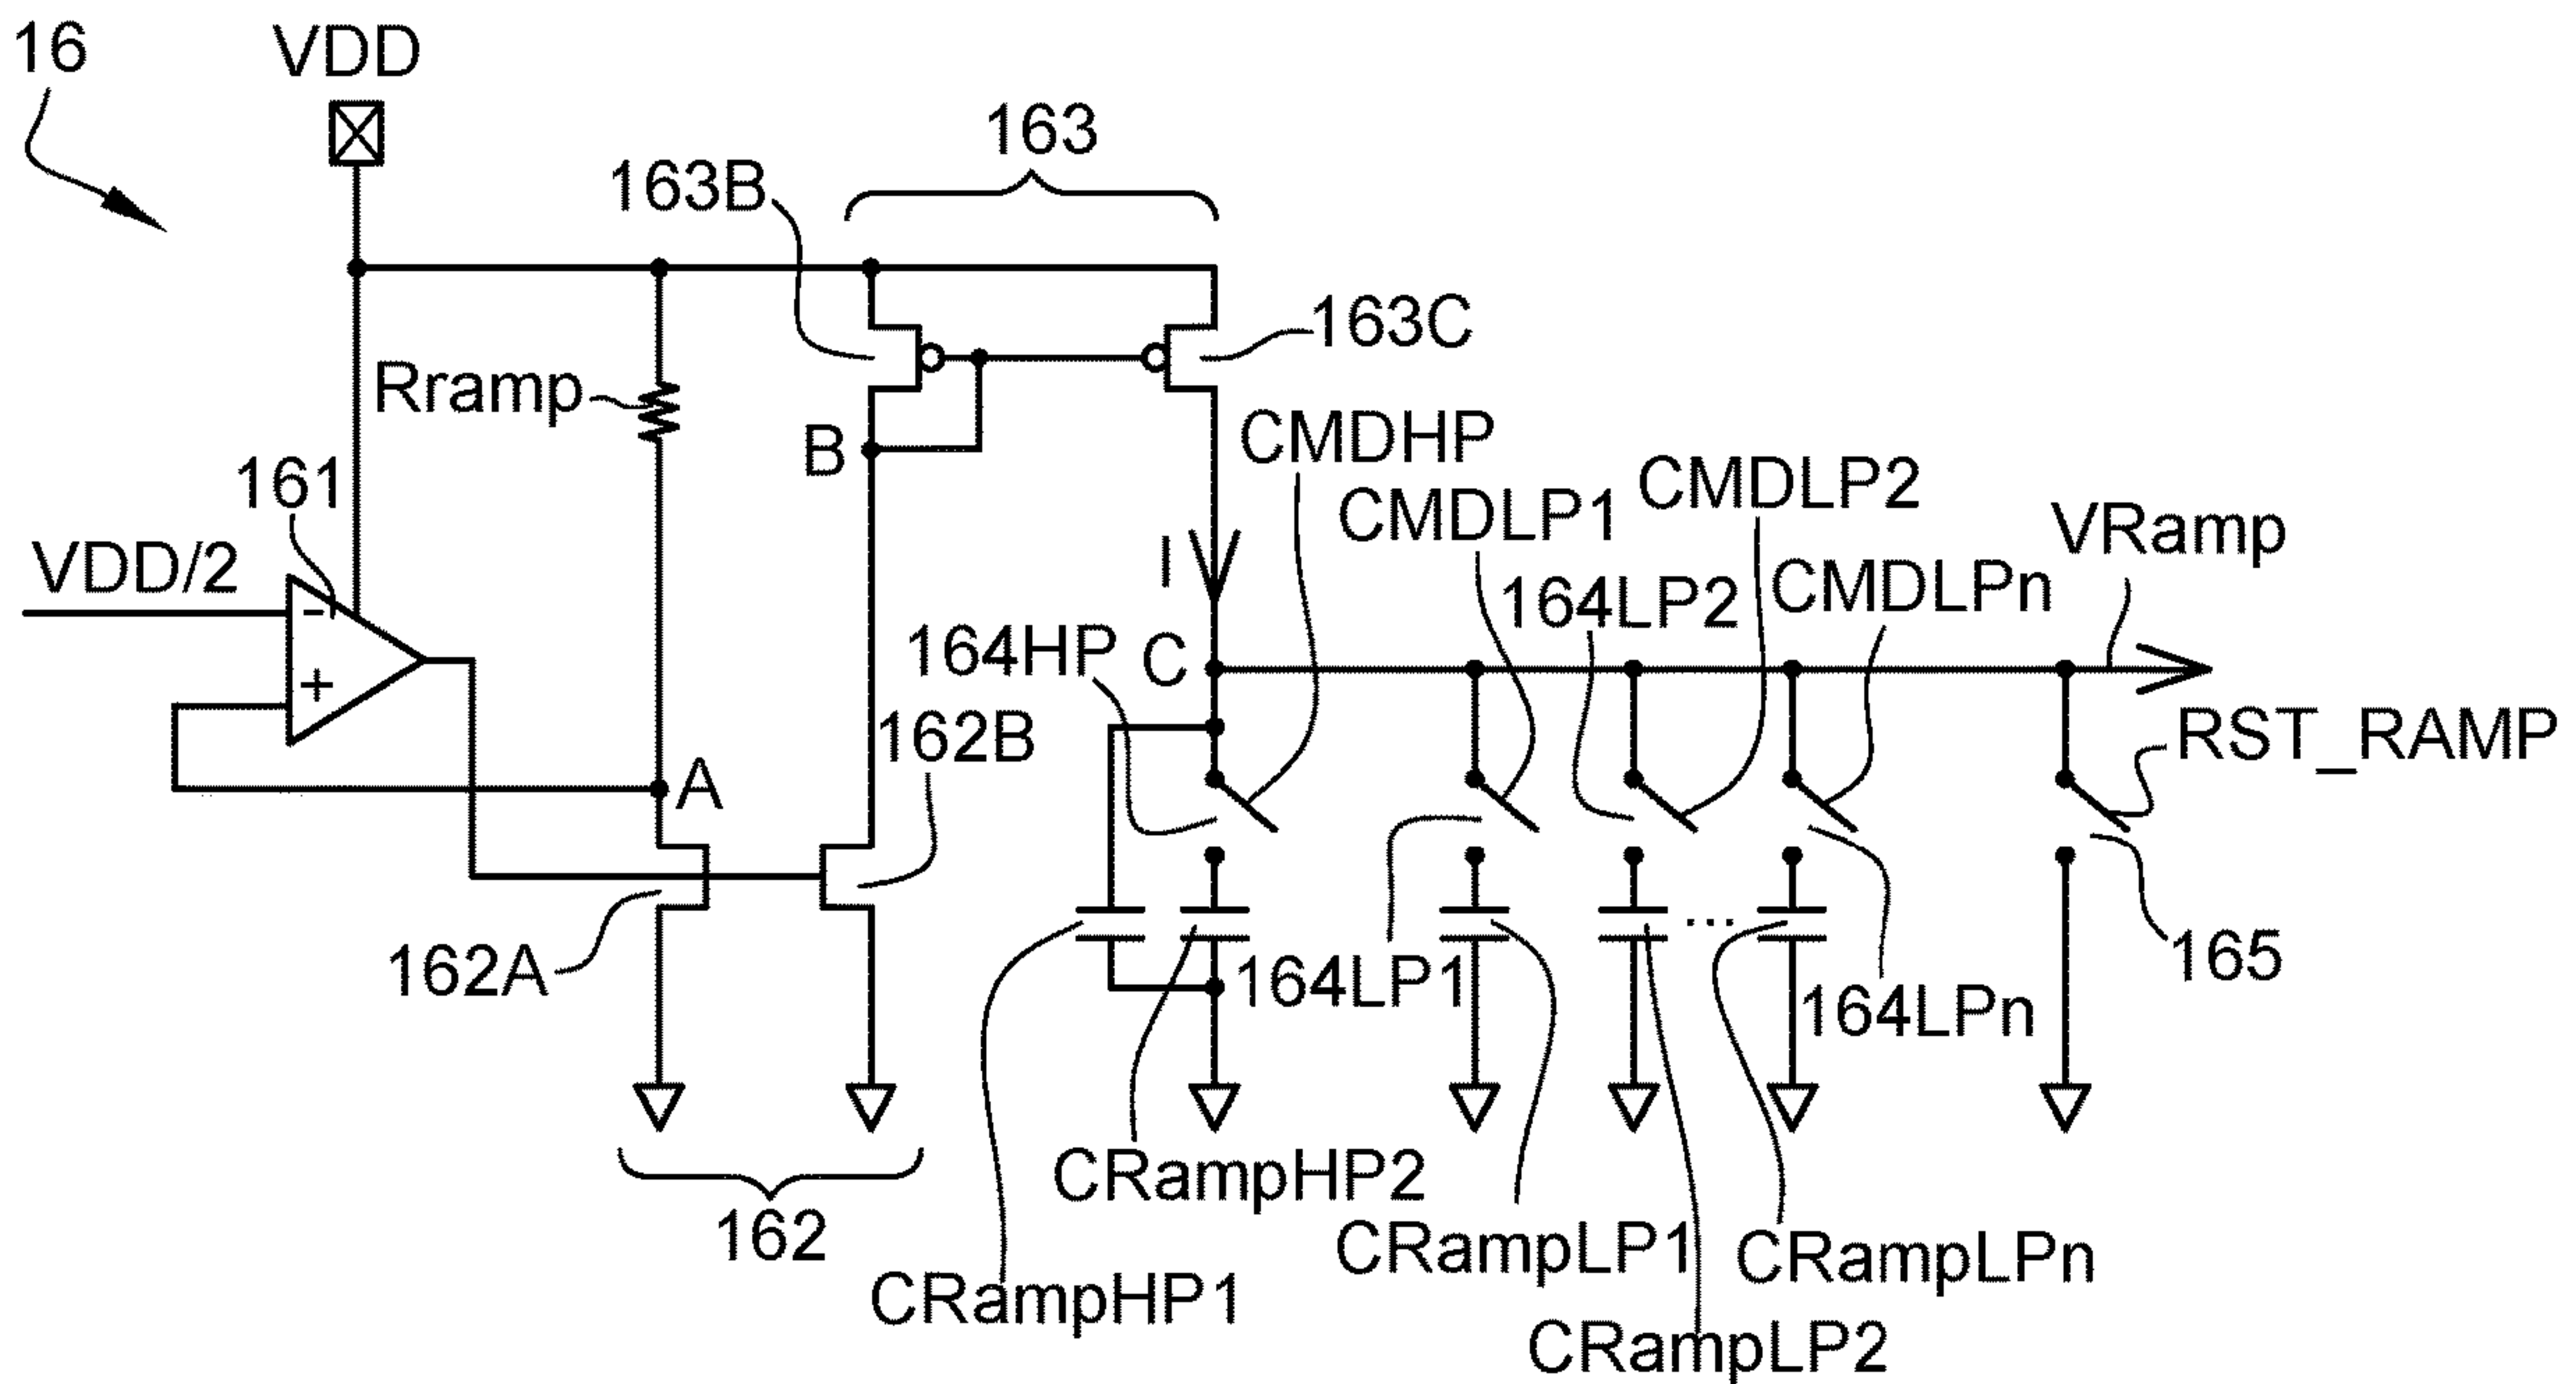 16
VDD
163
163B
163C
Rramp
CMDHP
B
CMDLP2
161
CMDLP1
VRamp
VDD/2
-
I
164LP2
CMDLPn
164HP
C
+
162B
RST_RAMP
A
...
162A
164LP1
165
164LPn
CRampHP2
162
CRampLP1
CRampLPn
CRampHP1
CRampLP2